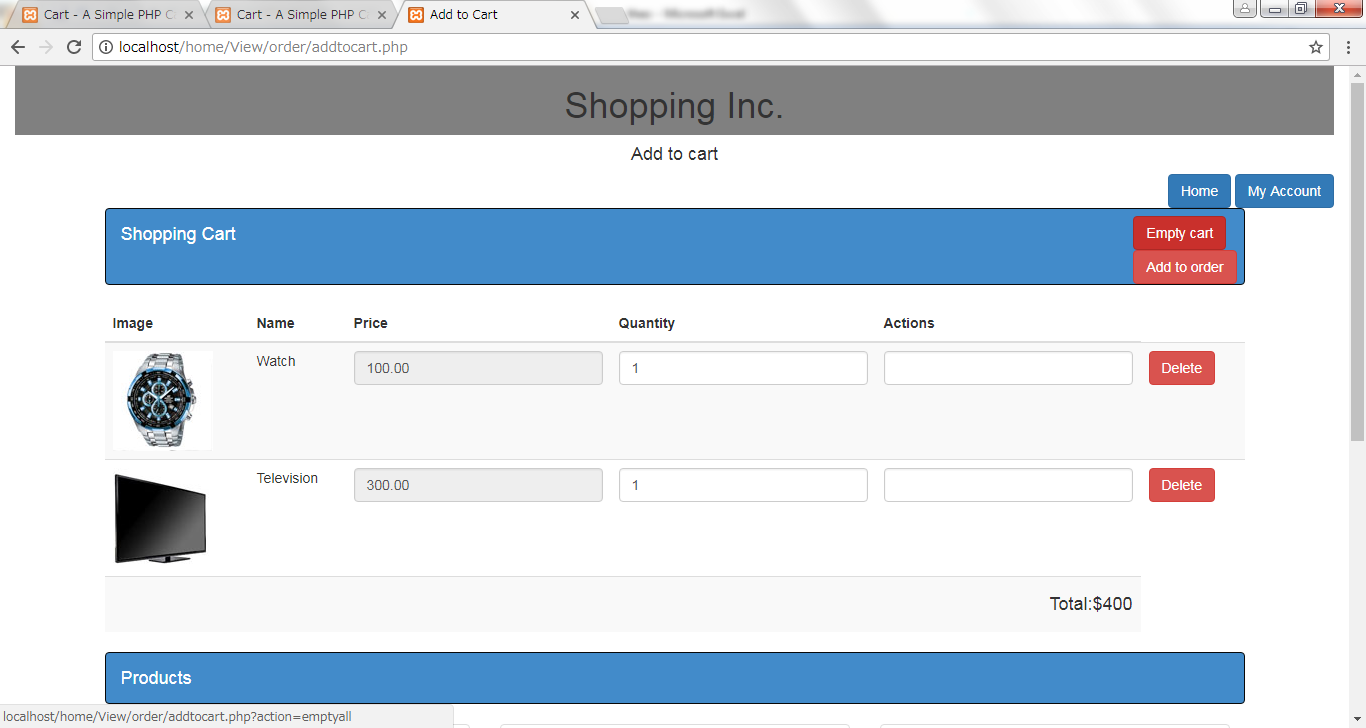 Cart - A Simple PHP C
Cart - A Simple PHP C
Add to Cart
localhost/home/View/order/addtocart.php
Shopping Inc.
Add to cart
Home My Account
Shopping Cart
Empty cart
Add to order
Image Name Price Quantity Actions
Watch 100.00 1 Delete
Television 300.00 1 Delete
Total:$400
Products
localhost/home/View/order/addtocart.php?action=emptyall